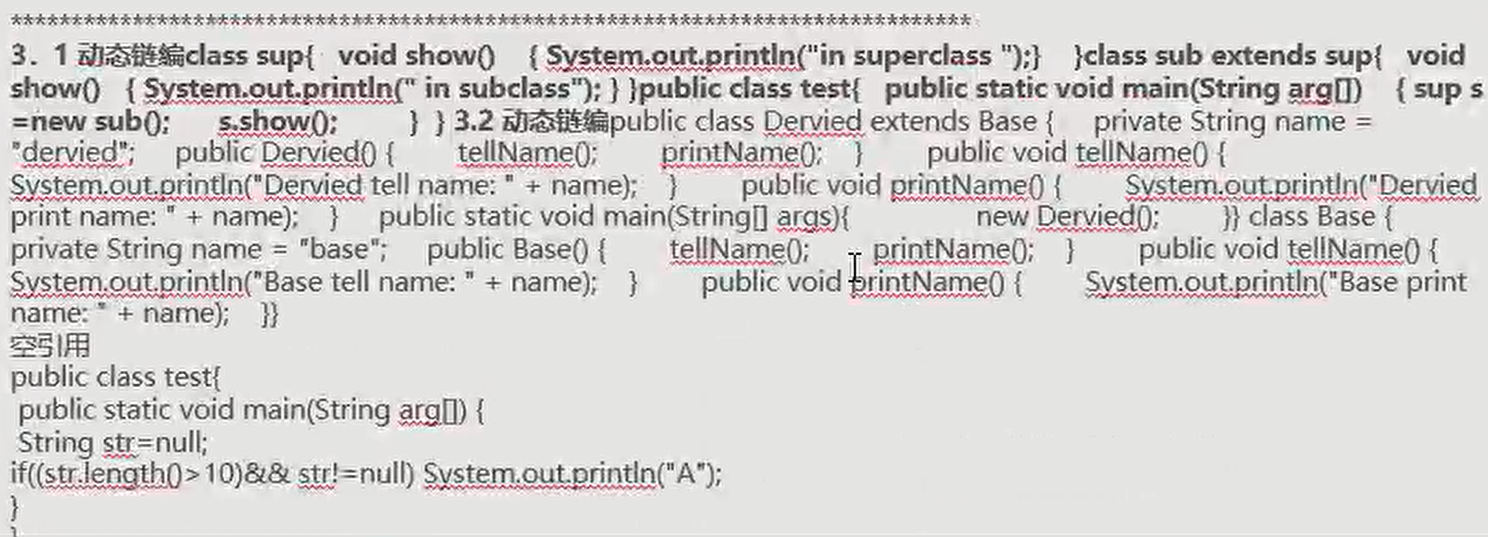 ********************************************************************************
3．1 动态链编class sup{ void show() { System.out.println("in superclass ");} }class sub extends sup{ void
show() { System.out.println(" in subclass"); } }public class test{ public static void main(String arg[]) { sup s
=new sub(); s.show(); } } 3.2 动态链编public class Dervied extends Base { private String name =
"dervied"; public Dervied() { tellName(); printName(); } public void tellName() {
System.out.println("Dervied tell name: " + name); } public void printName() { System.out.println("Dervied
print name: " + name); } public static void main(String[] args){ new Dervied(); }} class Base {
private String name = "base"; public Base() { tellName(); printName(); } public void tellName() {
System.out.println("Base tell name: " + name); } public void printName() { System.out.println("Base print
name: " + name); }}
空引用
public class test{
public static void main(String arg[]) {
String str=null;
if((str.length()>10)&& str!=null) System.out.println("A");
}
}